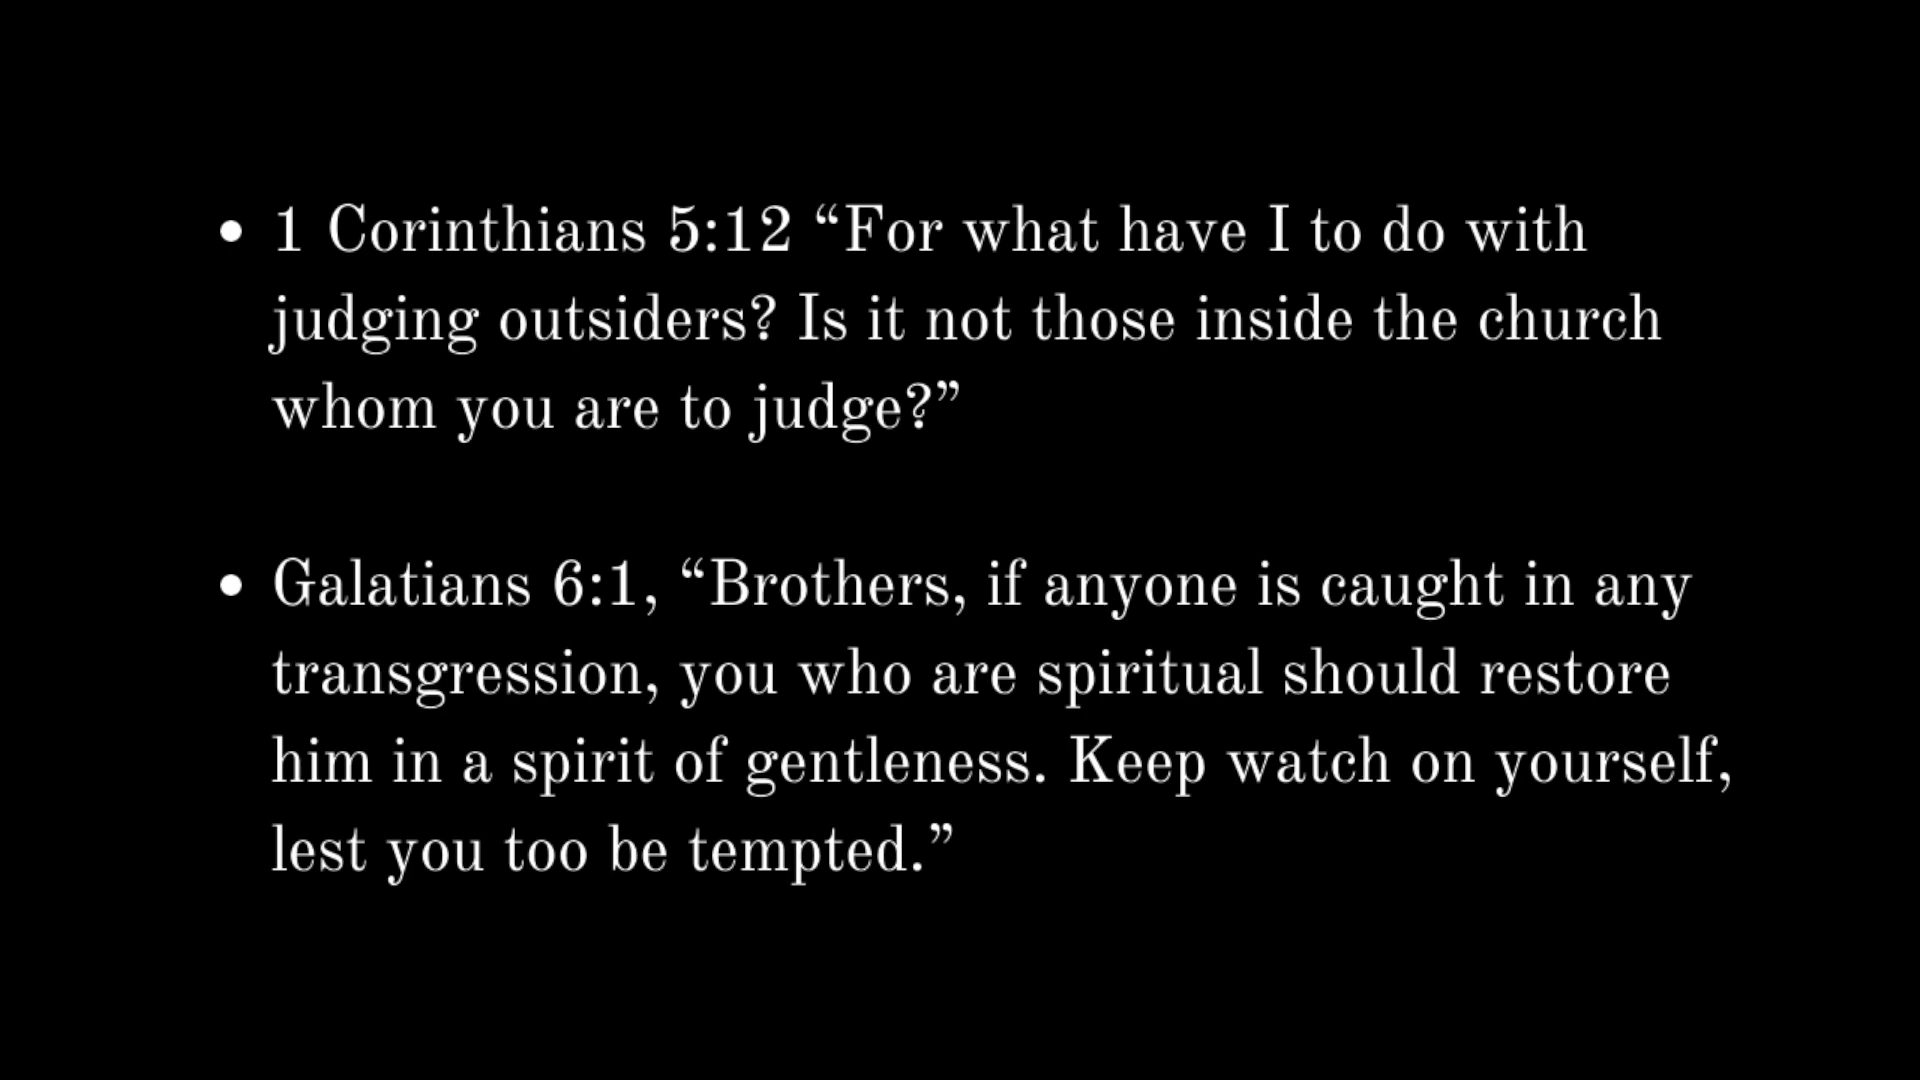 • 1 Corinthians 5:12 “For what have I to do with
judging outsiders? Is it not those inside the church
whom you are to judge?”
• Galatians 6:1, “Brothers, if anyone is caught in any
transgression, you who are spiritual should restore
him in a spirit of gentleness. Keep watch on yourself,
lest you too be tempted.”